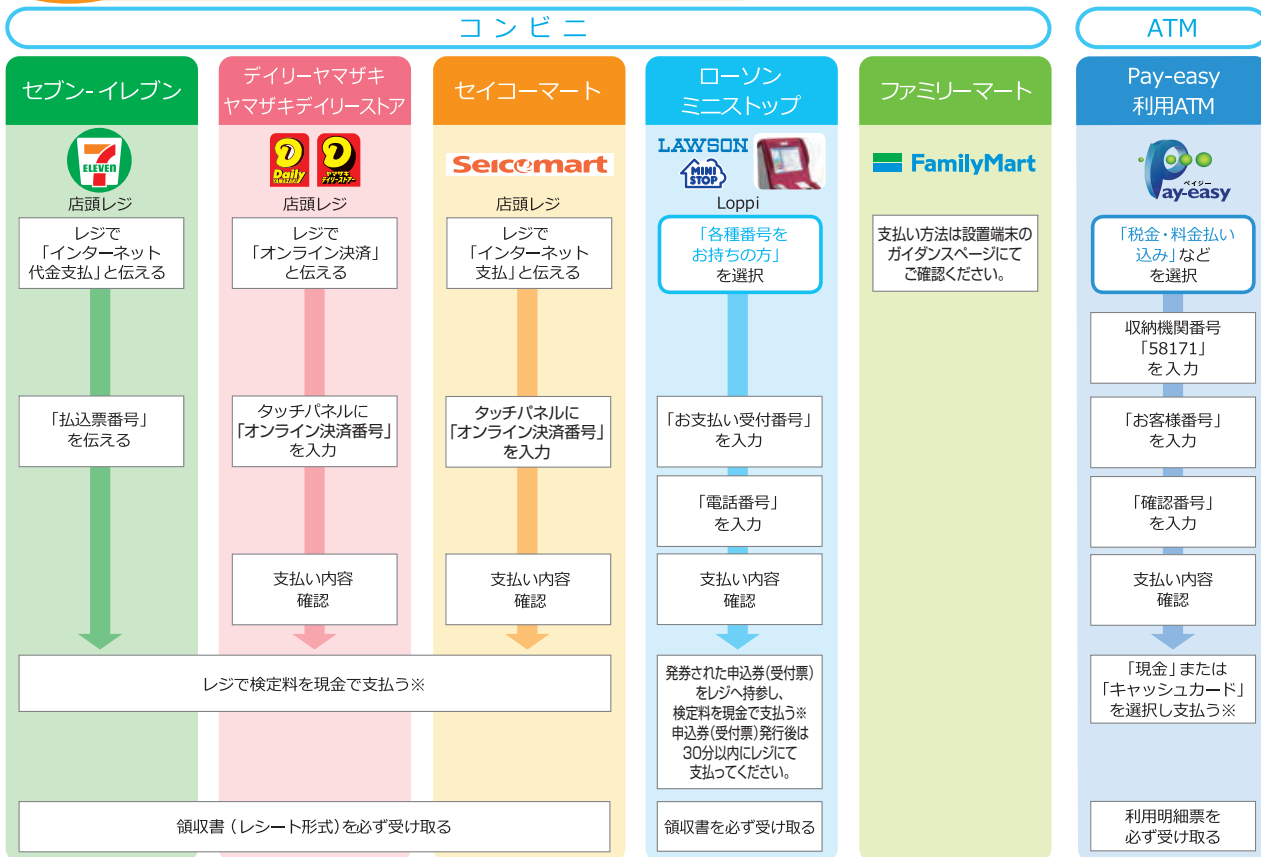 コンビニ
ATM
セブン-イレブン
7
ELEVEn
店頭レジ
レジで
「インターネット
代金支払」と伝える
「払込票番号」
を伝える
デイリーヤマザキ
ヤマザキデイリーストア
Daily
YAMAZAKI
ヤマザキ
デイリーストアー
店頭レジ
レジで
「オンライン決済」
と伝える
タッチパネルに
「オンライン決済番号」
を入力
支払い内容
確認
セイコーマート
Seicomart
店頭レジ
レジで
「インターネット
支払」と伝える
タッチパネルに
「オンライン決済番号」
を入力
支払い内容
確認
レジで検定料を現金で支払う※
領収書（レシート形式）を必ず受け取る
ローソン
ミニストップ
LAWSON
MINI
STOP
Loppi
「各種番号を
お持ちの方」
を選択
「お支払い受付番号」
を入力
「電話番号」
を入力
支払い内容
確認
発券された申込券(受付票)
をレジへ持参し、
検定料を現金で支払う※
申込券(受付票)発行後は
30分以内にレジにて
支払ってください。
領収書を必ず受け取る
ファミリーマート
FamilyMart
支払い方法は設置端末の
ガイダンスページにて
ご確認ください。
Pay-easy
利用ATM
ペイジー
Pay-easy
「税金・料金払い
込み」など
を選択
収納機関番号
「58171」
を入力
「お客様番号」
を入力
「確認番号」
を入力
支払い内容
確認
「現金」または
「キャッシュカード」
を選択し支払う※
利用明細票を
必ず受け取る